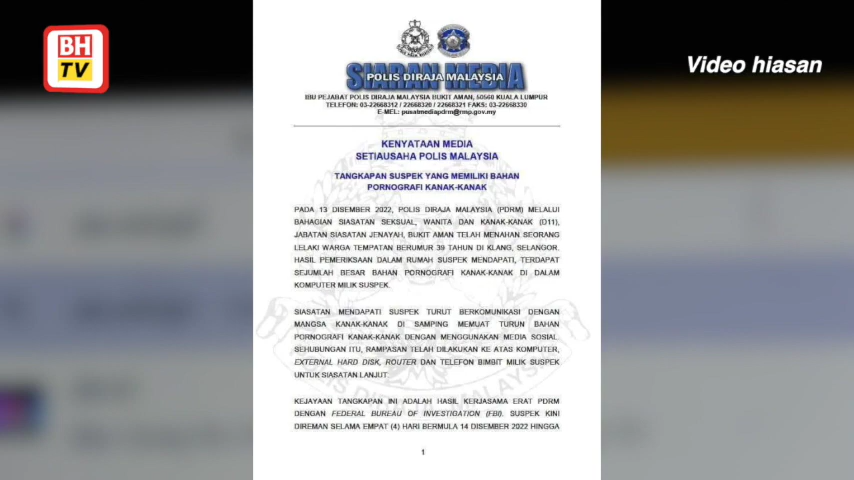 BH
TV
Video hiasan
SIARAN MEDIA
POLIS DIRAJA MALAYSIA
IBU PEJABAT POLIS DIRAJA MALAYSIA BUKIT AMAN, 50560 KUALA LUMPUR
TELEFON: 03-22668312 / 22668320 / 22668321 FAKS: 03-22668330
E-MEL: pusatmediapdrm@rmp.gov.my
KENYATAAN MEDIA
SETIAUSAHA POLIS MALAYSIA
TANGKAPAN SUSPEK YANG MEMILIKI BAHAN
PORNOGRAFI KANAK-KANAK
PADA 13 DISEMBER 2022, POLIS DIRAJA MALAYSIA (PDRM) MELALUI
BAHAGIAN SIASATAN SEKSUAL, WANITA DAN KANAK-KANAK (D11),
JABATAN SIASATAN JENAYAH, BUKIT AMAN TELAH MENAHAN SEORANG
LELAKI WARGA TEMPATAN BERUMUR 39 TAHUN DI KLANG, SELANGOR.
HASIL PEMERIKSAAN DALAM RUMAH SUSPEK MENDAPATI, TERDAPAT
SEJUMLAH BESAR BAHAN PORNOGRAFI KANAK-KANAK DI DALAM
KOMPUTER MILIK SUSPEK.
SIASATAN MENDAPATI SUSPEK TURUT BERKOMUNIKASI DENGAN
MANGSA KANAK-KANAK DI SAMPING MEMUAT TURUN BAHAN
PORNOGRAFI KANAK-KANAK DENGAN MENGGUNAKAN MEDIA SOSIAL.
SEHUBUNGAN ITU, RAMPASAN TELAH DILAKUKAN KE ATAS KOMPUTER,
EXTERNAL HARD DISK, ROUTER DAN TELEFON BIMBIT MILIK SUSPEK
UNTUK SIASATAN LANJUT.
KEJAYAAN TANGKAPAN INI ADALAH HASIL KERJASAMA ERAT PDRM
DENGAN FEDERAL BUREAU OF INVESTIGATION (FBI). SUSPEK KINI
DIREMAN SELAMA EMPAT (4) HARI BERMULA 14 DISEMBER 2022 HINGGA
1